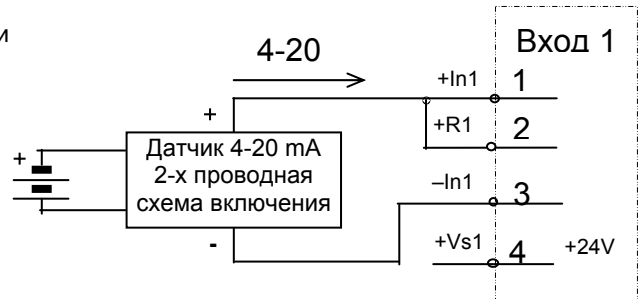 и
Вход 1
4-20
+In1 1
+
+R1 2
Датчик 4-20 mA
2-х проводная
схема включения
+
–In1 3
-
+Vs1 4 +24V